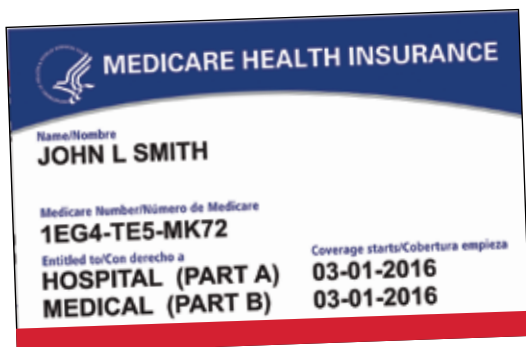 MEDICARE HEALTH INSURANCE
Name/Nombre
JOHN L SMITH
Medicare Number/Número de Medicare
1EG4-TE5-MK72
Entitled to/Con derecho a
Coverage starts/Cobertura empieza
HOSPITAL (PART A)
03-01-2016
MEDICAL (PART B)
03-01-2016